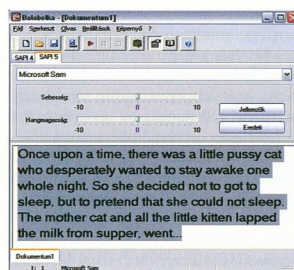 Balabolka - [Dokumentum1]
Fájl Szerkeszt Olvas Beállítások Képernyő ?
SAPI 4 SAPI 5
Microsoft Sam
Sebesség:
-10 0 10
Jellemzők
Hangmagasság:
-10 0 10
Eredeti
Once upon a time, there was a little pussy cat
who desperately wanted to stay awake one
whole night. So she decided not to got to
sleep, but to pretend that she could not sleep.
The mother cat and all the little kitten lapped
the milk from supper, went...
Dokumentum1
1: 1 Microsoft Sam